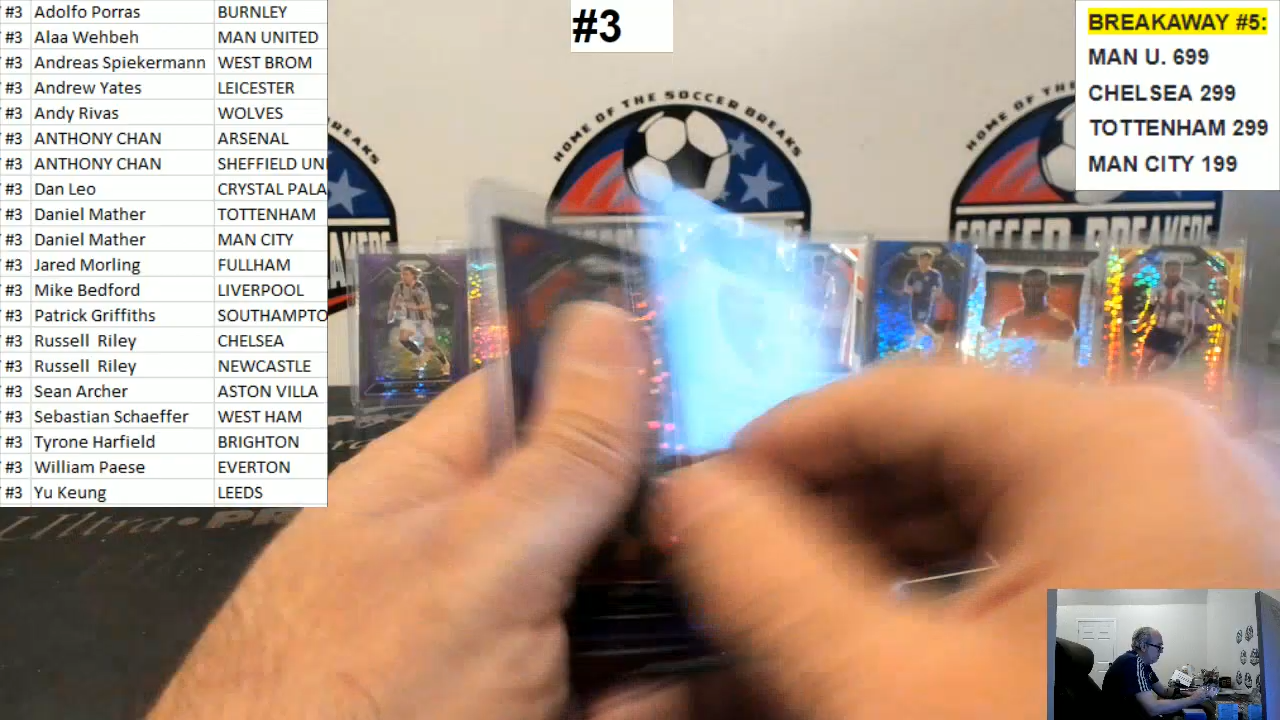 #3 Adolfo Porras BURNLEY
#3 Alaa Wehbeh MAN UNITED
#3 Andreas Spiekermann WEST BROM
#3 Andrew Yates LEICESTER
#3 Andy Rivas WOLVES
#3 ANTHONY CHAN ARSENAL
#3 ANTHONY CHAN SHEFFIELD UNI
#3 Dan Leo CRYSTAL PALA
#3 Daniel Mather TOTTENHAM
#3 Daniel Mather MAN CITY
#3 Jared Morling FULLHAM
#3 Mike Bedford LIVERPOOL
#3 Patrick Griffiths SOUTHAMPTO
#3 Russell Riley CHELSEA
#3 Russell Riley NEWCASTLE
#3 Sean Archer ASTON VILLA
#3 Sebastian Schaeffer WEST HAM
#3 Tyrone Harfield BRIGHTON
#3 William Paese EVERTON
#3 Yu Keung LEEDS
#3
BREAKAWAY #5:
MAN U. 699
CHELSEA 299
TOTTENHAM 299
MAN CITY 199
HOME OF THE SOCCER BREAKS
HOME OF THE
SOCCER BREAKERS
Ultra•PR